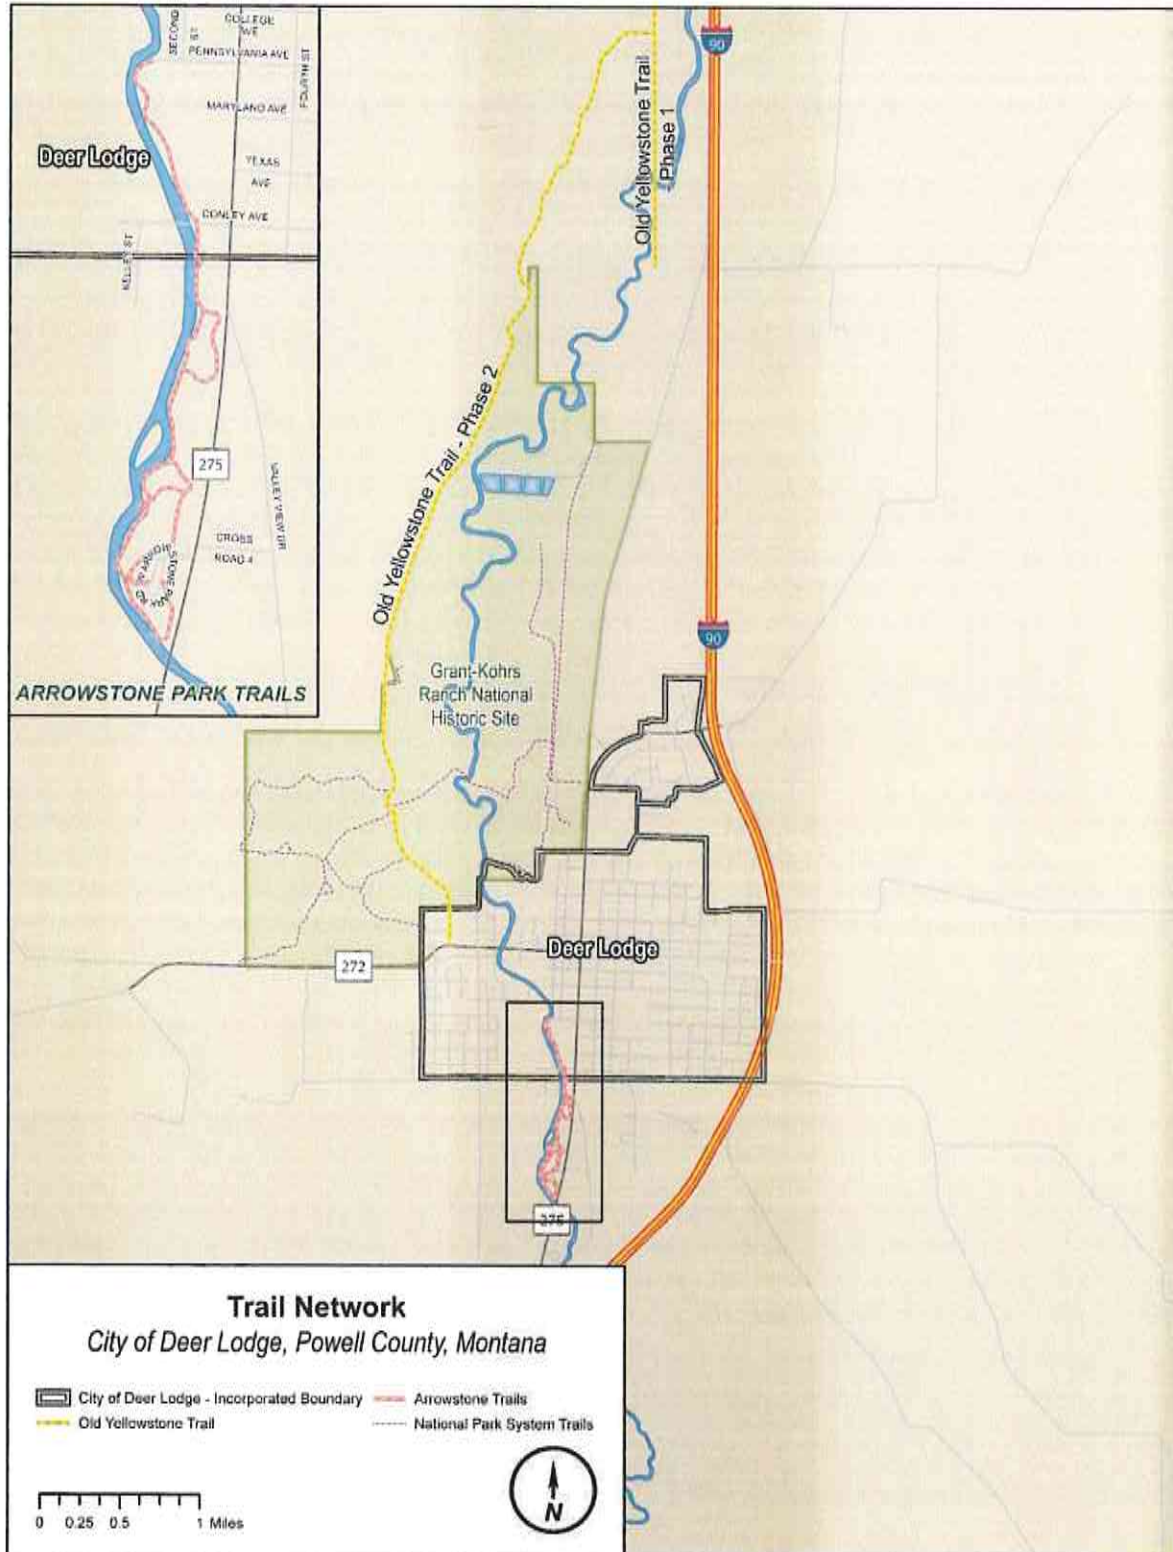 SECOND
ST
COLLEGE
AVE
PENNSYLVANIA AVE
FOURTH ST
MARYLAND AVE
Deer Lodge
TEXAS
AVE
CONLEY AVE
KELLEY ST
275
VALLEY VIEW DR
CROSS
ROAD 4
STONE PARK
ARROWSTONE PARK TRAILS
90
Old Yellowstone Trail
- Phase 1
Old Yellowstone Trail - Phase 2
90
Grant-Kohrs
Ranch National
Historic Site
Deer Lodge
272
275
Trail Network
City of Deer Lodge, Powell County, Montana
City of Deer Lodge - Incorporated Boundary
Arrowstone Trails
Old Yellowstone Trail
National Park System Trails
0 0.25 0.5 1 Miles
N